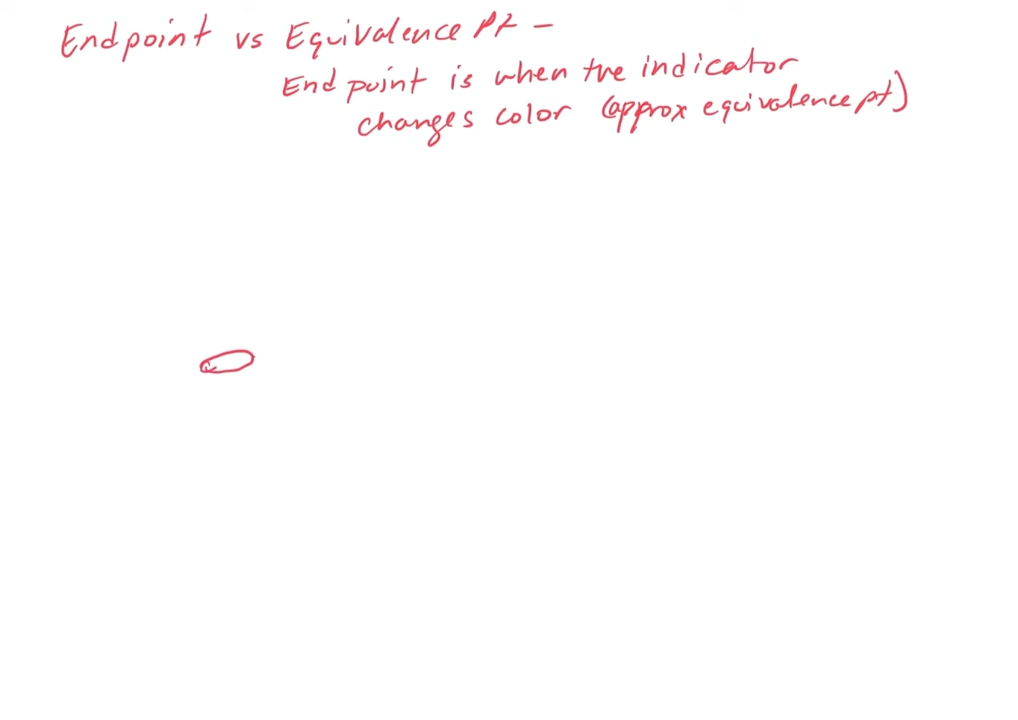 Endpoint vs Equivalence Pt –
Endpoint is when the indicator
changes color (approx equivalence pt)